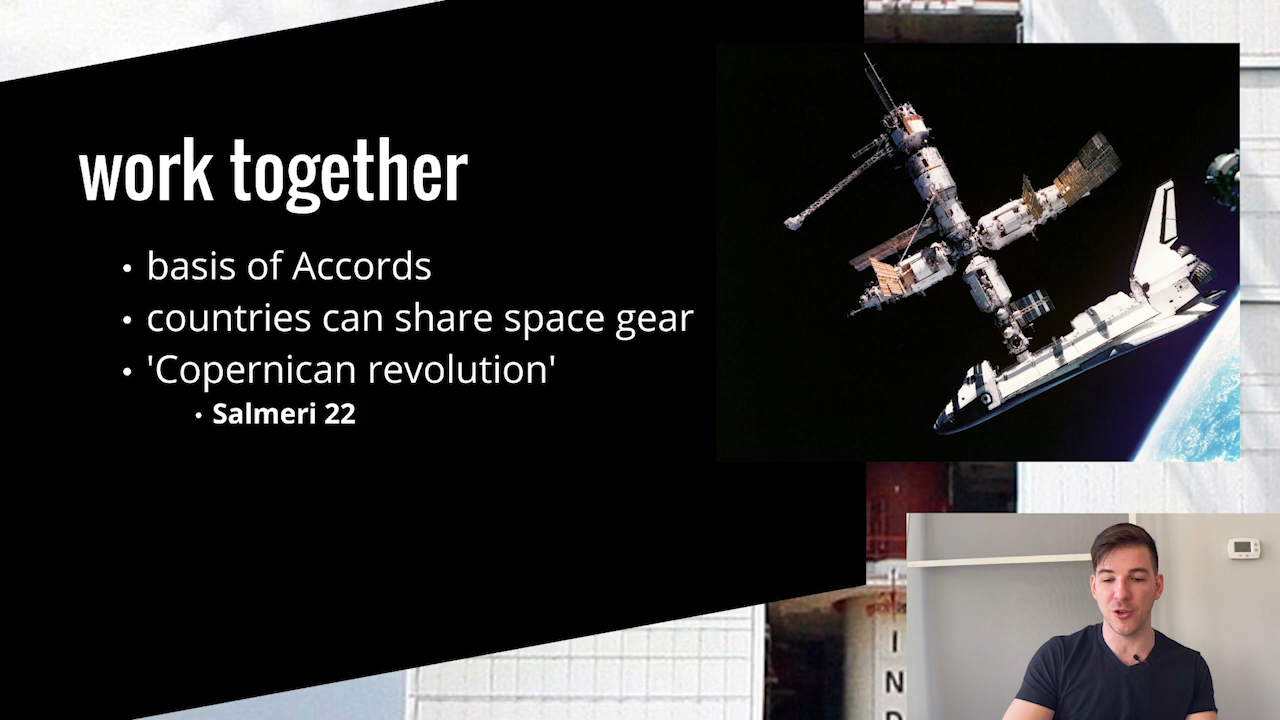 work together
• basis of Accords
• countries can share space gear
• 'Copernican revolution'
• Salmeri 22
I
N
D